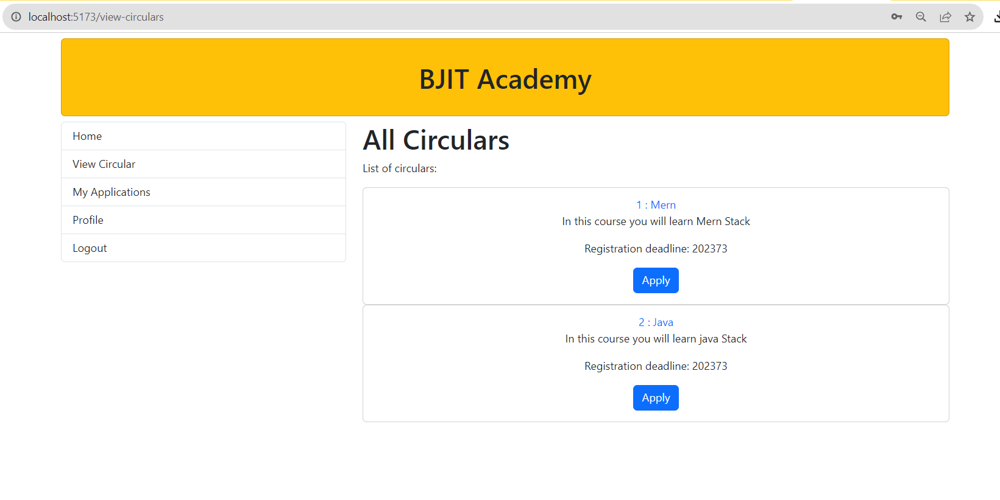 localhost:5173/view-circulars
BJIT Academy
Home
View Circular
My Applications
Profile
Logout
All Circulars
List of circulars:
1 : Mern
In this course you will learn Mern Stack
Registration deadline: 202373
Apply
2 : Java
In this course you will learn java Stack
Registration deadline: 202373
Apply